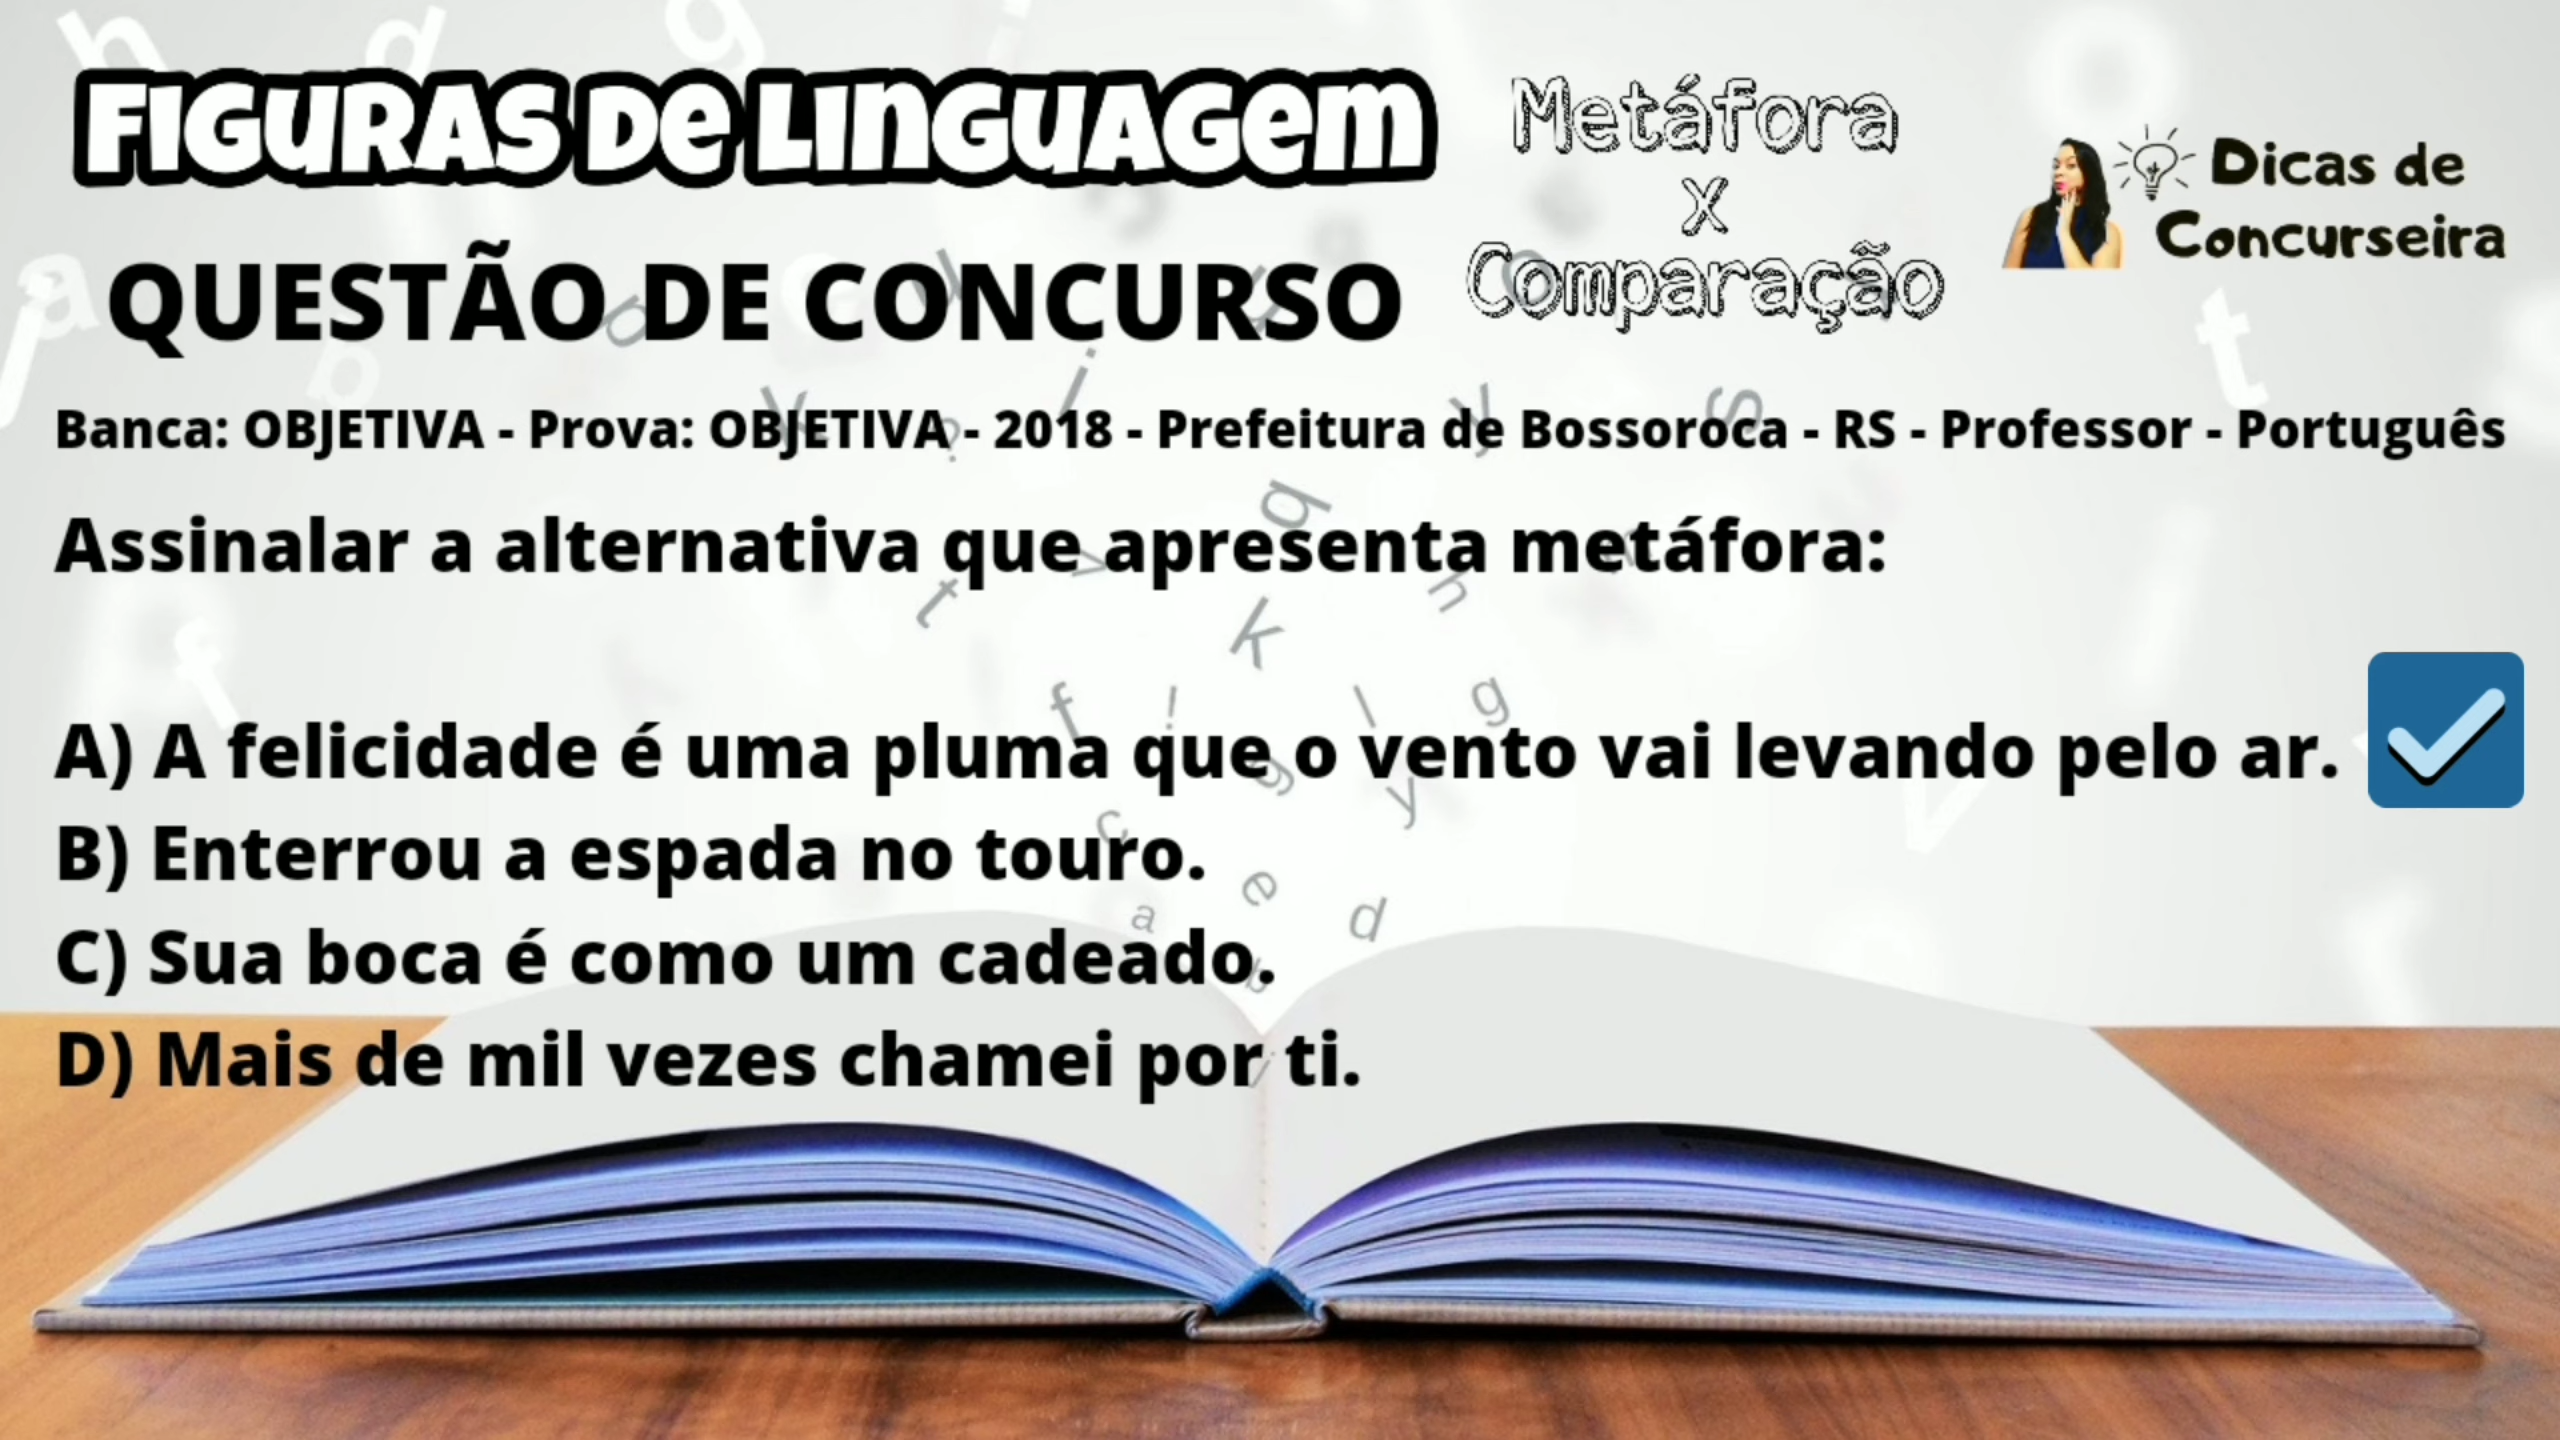 FIGURAS DE LINGUAGEM
Metáfora
X
Comparação
Dicas de
Concurseira
QUESTÃO DE CONCURSO
Banca: OBJETIVA - Prova: OBJETIVA - 2018 - Prefeitura de Bossoroca - RS - Professor - Português
Assinalar a alternativa que apresenta metáfora:
A) A felicidade é uma pluma que o vento vai levando pelo ar.
B) Enterrou a espada no touro.
C) Sua boca é como um cadeado.
D) Mais de mil vezes chamei por ti.